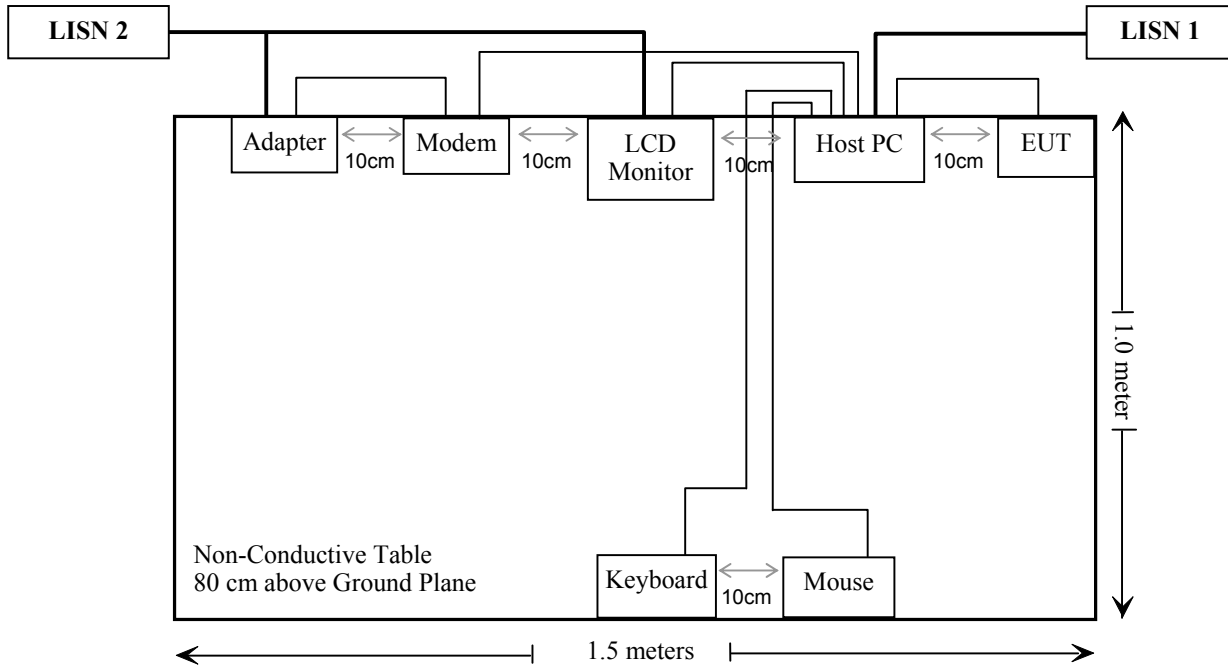 LISN 2
LISN 1
Adapter
10cm
Modem
10cm
LCD
Monitor
10cm
Host PC
10cm
EUT
1.0 meter
Non-Conductive Table
80 cm above Ground Plane
Keyboard
10cm
Mouse
1.5 meters